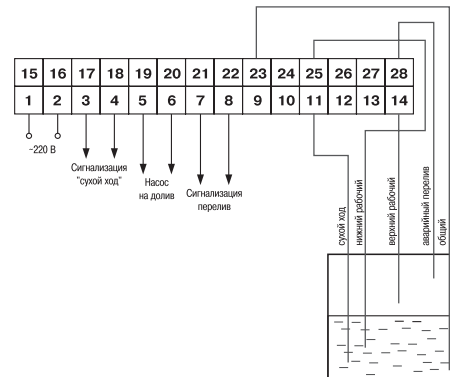 15 16 17 18 19 20 21 22 23 24 25 26 27 28
1 2 3 4 5 6 7 8 9 10 11 12 13 14
~220 В
Сигнализация
"сухой ход"
Насос
на долив
Сигнализация
перелив
сухой ход
нижний рабочий
верхний рабочий
аварийный перелив
общий